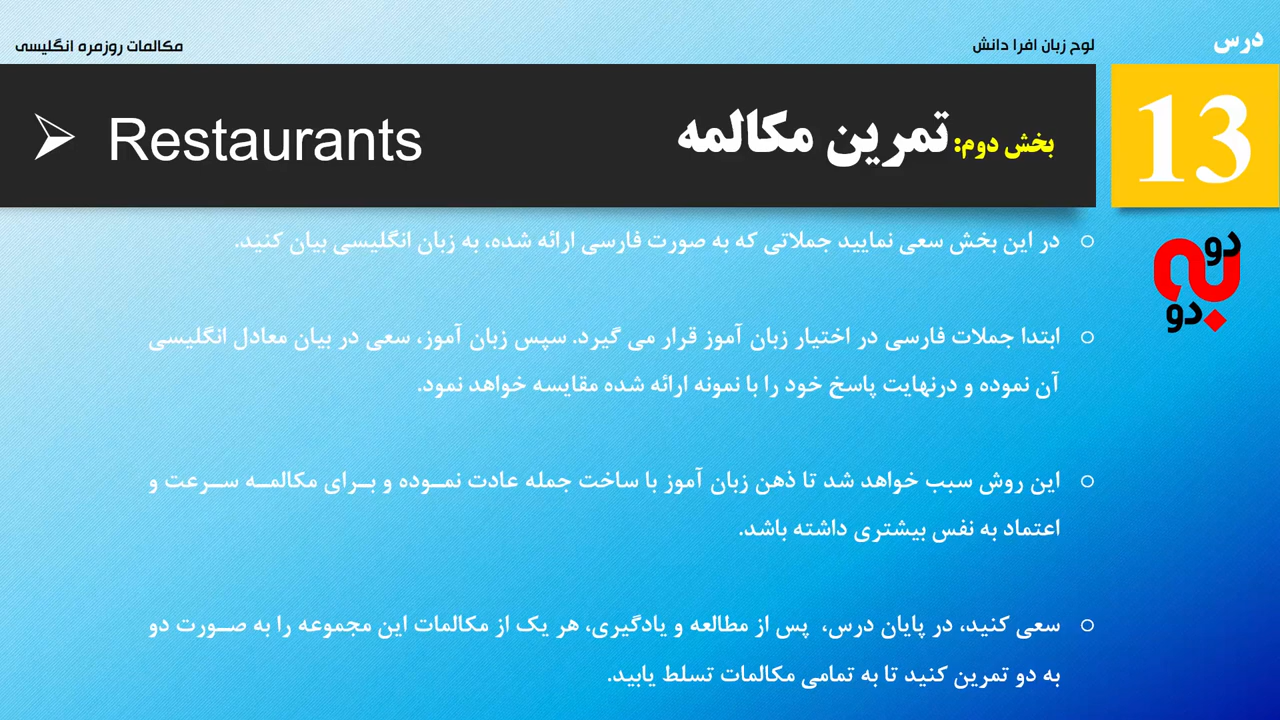 درس
لوح زبان افرا دانش
مکالمات روزمره انگلیسی
13
بخش دوم: تمرین مکالمه
Restaurants
دو
به
دو
در این بخش سعی نمایید جملاتی که به صورت فارسی ارائه شده، به زبان انگلیسی بیان کنید.
ابتدا جملات فارسی در اختیار زبان آموز قرار می گیرد. سپس زبان آموز، سعی در بیان معادل انگلیسی
آن نموده و درنهایت پاسخ خود را با نمونه ارائه شده مقایسه خواهد نمود.
این روش سبب خواهد شد تا ذهن زبان آموز با ساخت جمله عادت نمـوده و بـرای مکالمـه سـرعت و
اعتماد به نفس بیشتری داشته باشد.
سعی کنید، در پایان درس، پس از مطالعه و یادگیری، هر یک از مکالمات این مجموعه را به صـورت دو
به دو تمرین کنید تا به تمامی مکالمات تسلط یابید.